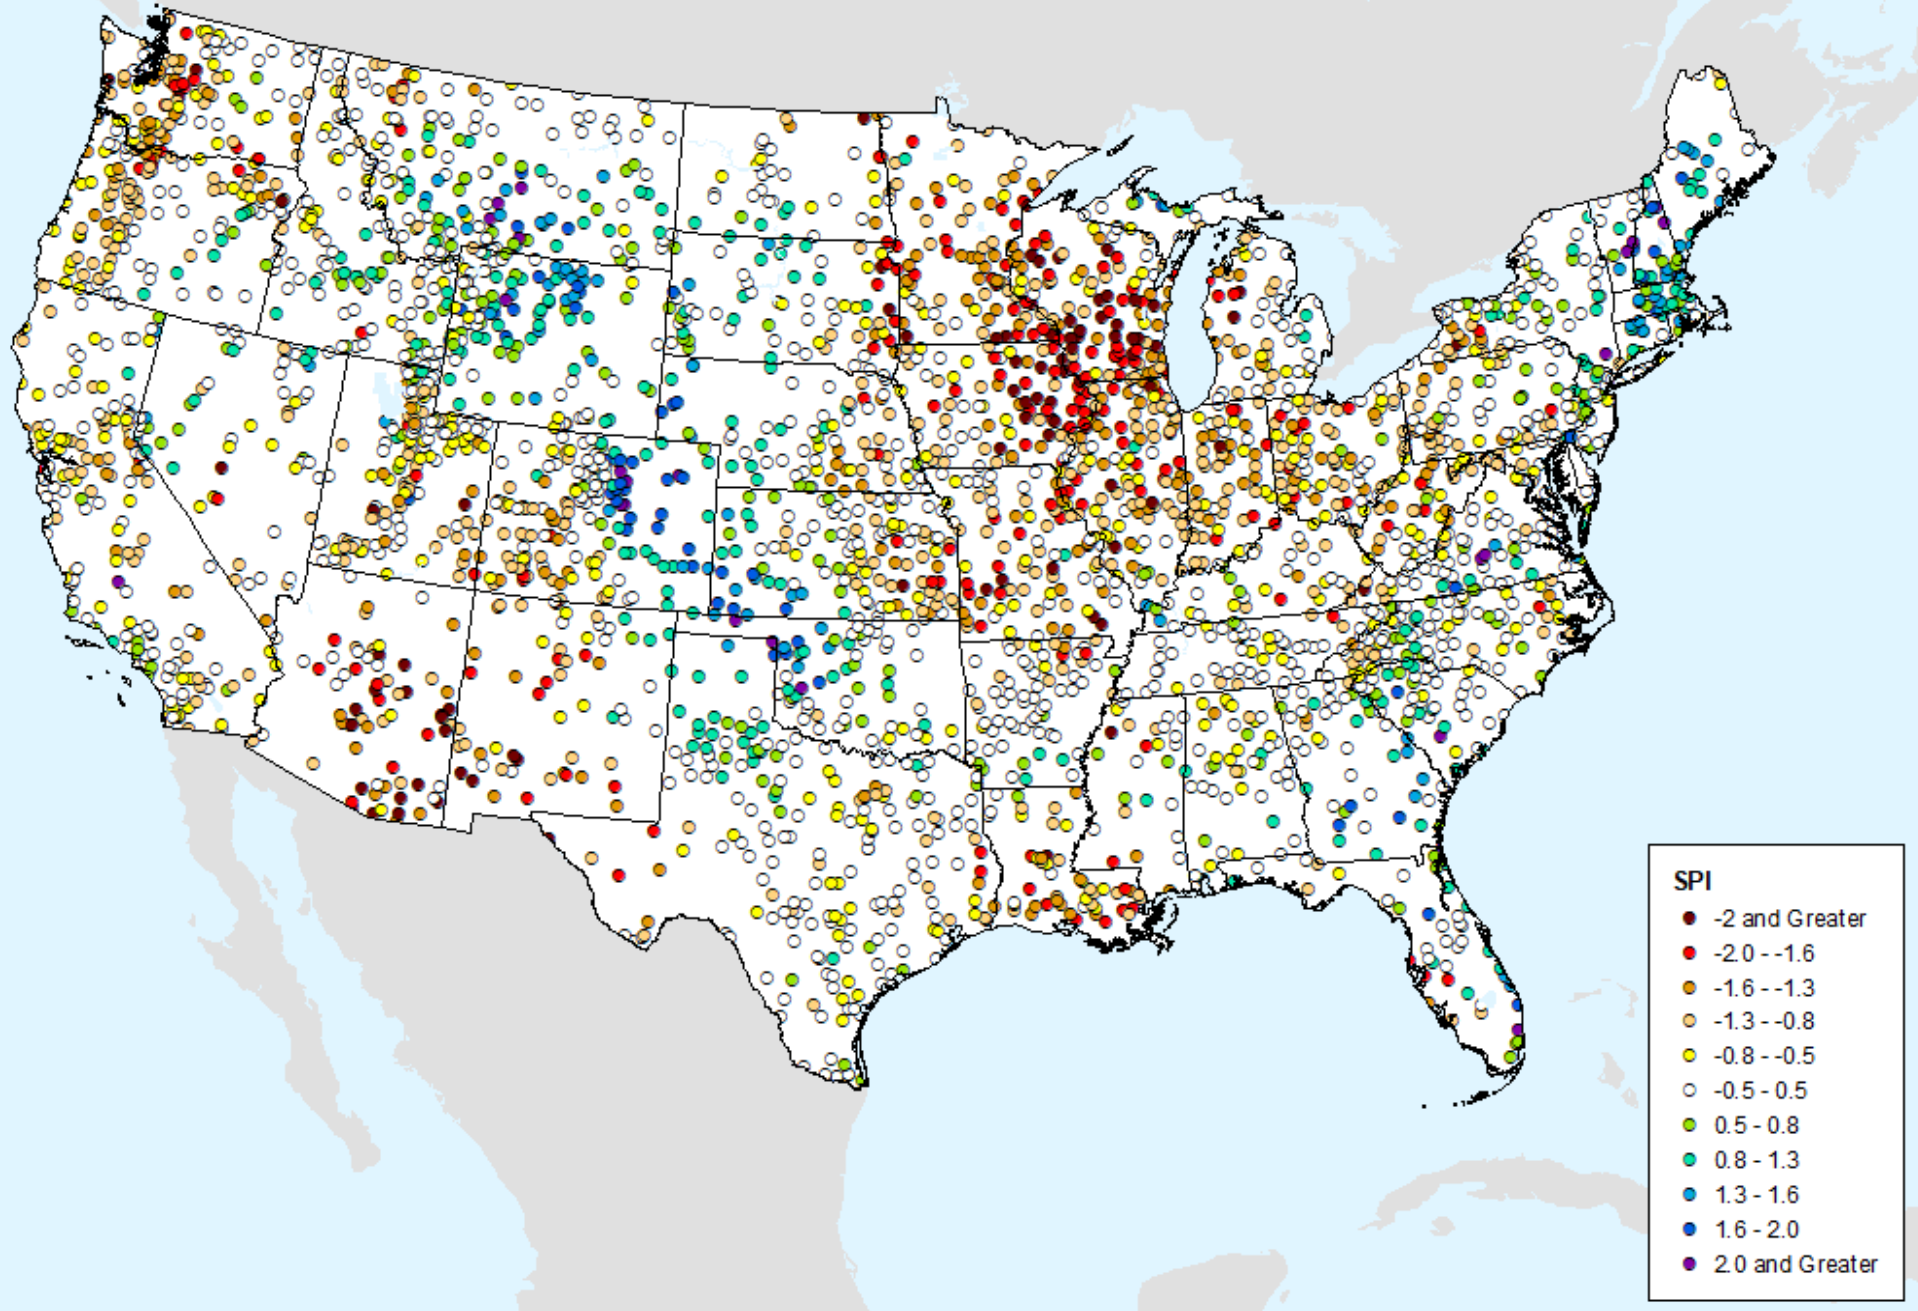 SPI
-2 and Greater
-2.0 - -1.6
-1.6 - -1.3
-1.3 - -0.8
-0.8 - -0.5
-0.5 - 0.5
0.5 - 0.8
0.8 - 1.3
1.3 - 1.6
1.6 - 2.0
2.0 and Greater